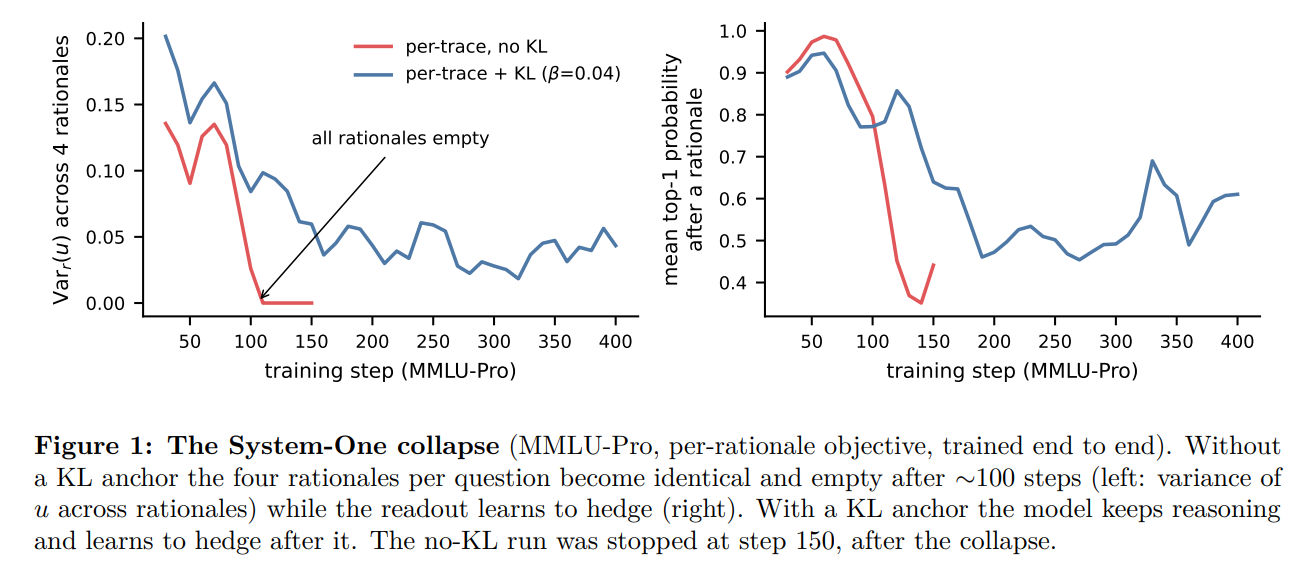 0.20
0.15
0.10
0.05
0.00
Var_r(u) across 4 rationales
per-trace, no KL
per-trace + KL (β=0.04)
all rationales empty
50 100 150 200 250 300 350 400
training step (MMLU-Pro)
1.0
0.9
0.8
0.7
0.6
0.5
0.4
mean top-1 probability
after a rationale
50 100 150 200 250 300 350 400
training step (MMLU-Pro)
Figure 1: The System-One collapse (MMLU-Pro, per-rationale objective, trained end to end). Without
a KL anchor the four rationales per question become identical and empty after ∼100 steps (left: variance of
u across rationales) while the readout learns to hedge (right). With a KL anchor the model keeps reasoning
and learns to hedge after it. The no-KL run was stopped at step 150, after the collapse.